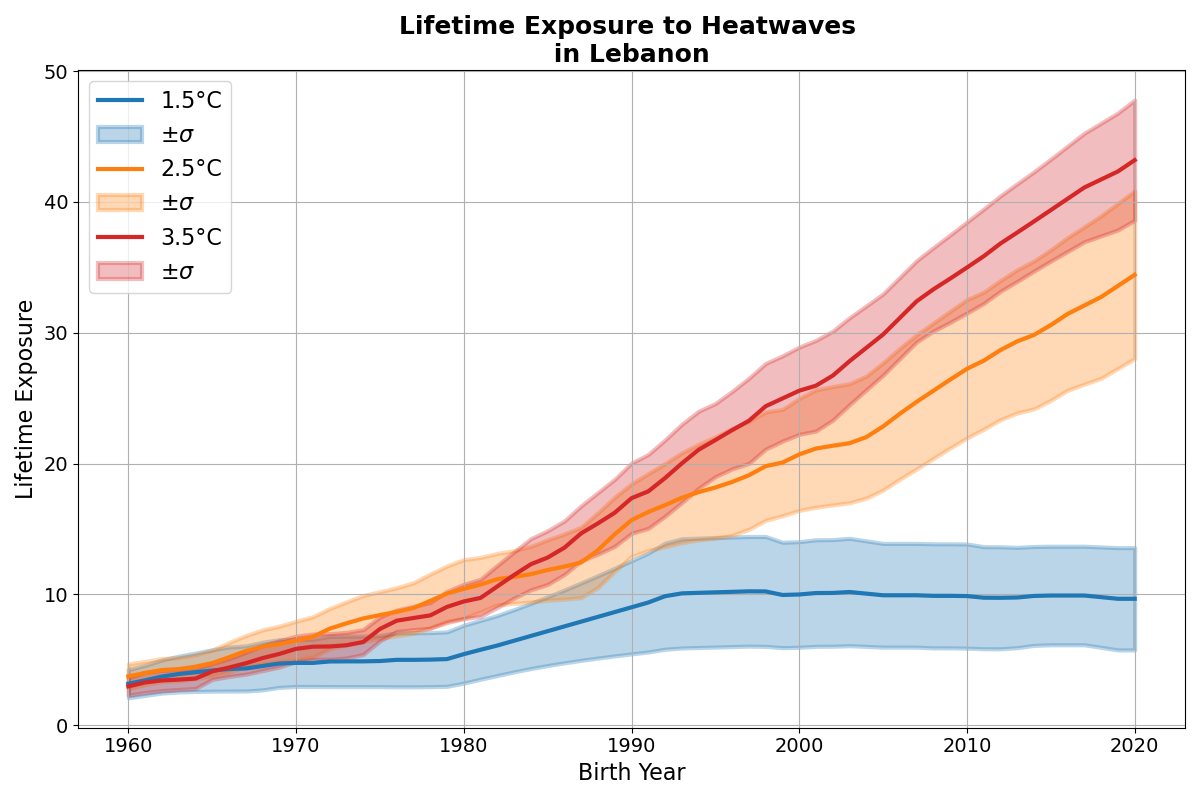 Lifetime Exposure to Heatwaves
in Lebanon
Lifetime Exposure
50
40
30
20
10
0
1.5°C
±σ
2.5°C
±σ
3.5°C
±σ
1960 1970 1980 1990 2000 2010 2020
Birth Year